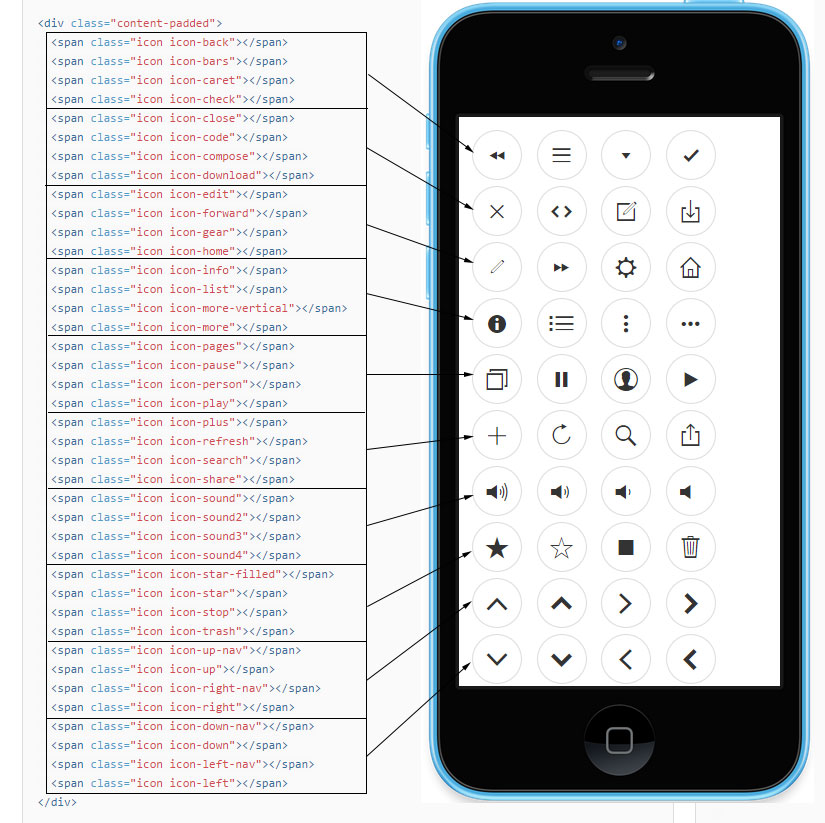 <div class="content-padded">
<span class="icon icon-back"></span>
<span class="icon icon-bars"></span>
<span class="icon icon-caret"></span>
<span class="icon icon-check"></span>
<span class="icon icon-close"></span>
<span class="icon icon-code"></span>
<span class="icon icon-compose"></span>
<span class="icon icon-download"></span>
<span class="icon icon-edit"></span>
<span class="icon icon-forward"></span>
<span class="icon icon-gear"></span>
<span class="icon icon-home"></span>
<span class="icon icon-info"></span>
<span class="icon icon-list"></span>
<span class="icon icon-more-vertical"></span>
<span class="icon icon-more"></span>
<span class="icon icon-pages"></span>
<span class="icon icon-pause"></span>
<span class="icon icon-person"></span>
<span class="icon icon-play"></span>
<span class="icon icon-plus"></span>
<span class="icon icon-refresh"></span>
<span class="icon icon-search"></span>
<span class="icon icon-share"></span>
<span class="icon icon-sound"></span>
<span class="icon icon-sound2"></span>
<span class="icon icon-sound3"></span>
<span class="icon icon-sound4"></span>
<span class="icon icon-star-filled"></span>
<span class="icon icon-star"></span>
<span class="icon icon-stop"></span>
<span class="icon icon-trash"></span>
<span class="icon icon-up-nav"></span>
<span class="icon icon-up"></span>
<span class="icon icon-right-nav"></span>
<span class="icon icon-right"></span>
<span class="icon icon-down-nav"></span>
<span class="icon icon-down"></span>
<span class="icon icon-left-nav"></span>
<span class="icon icon-left"></span>
</div>